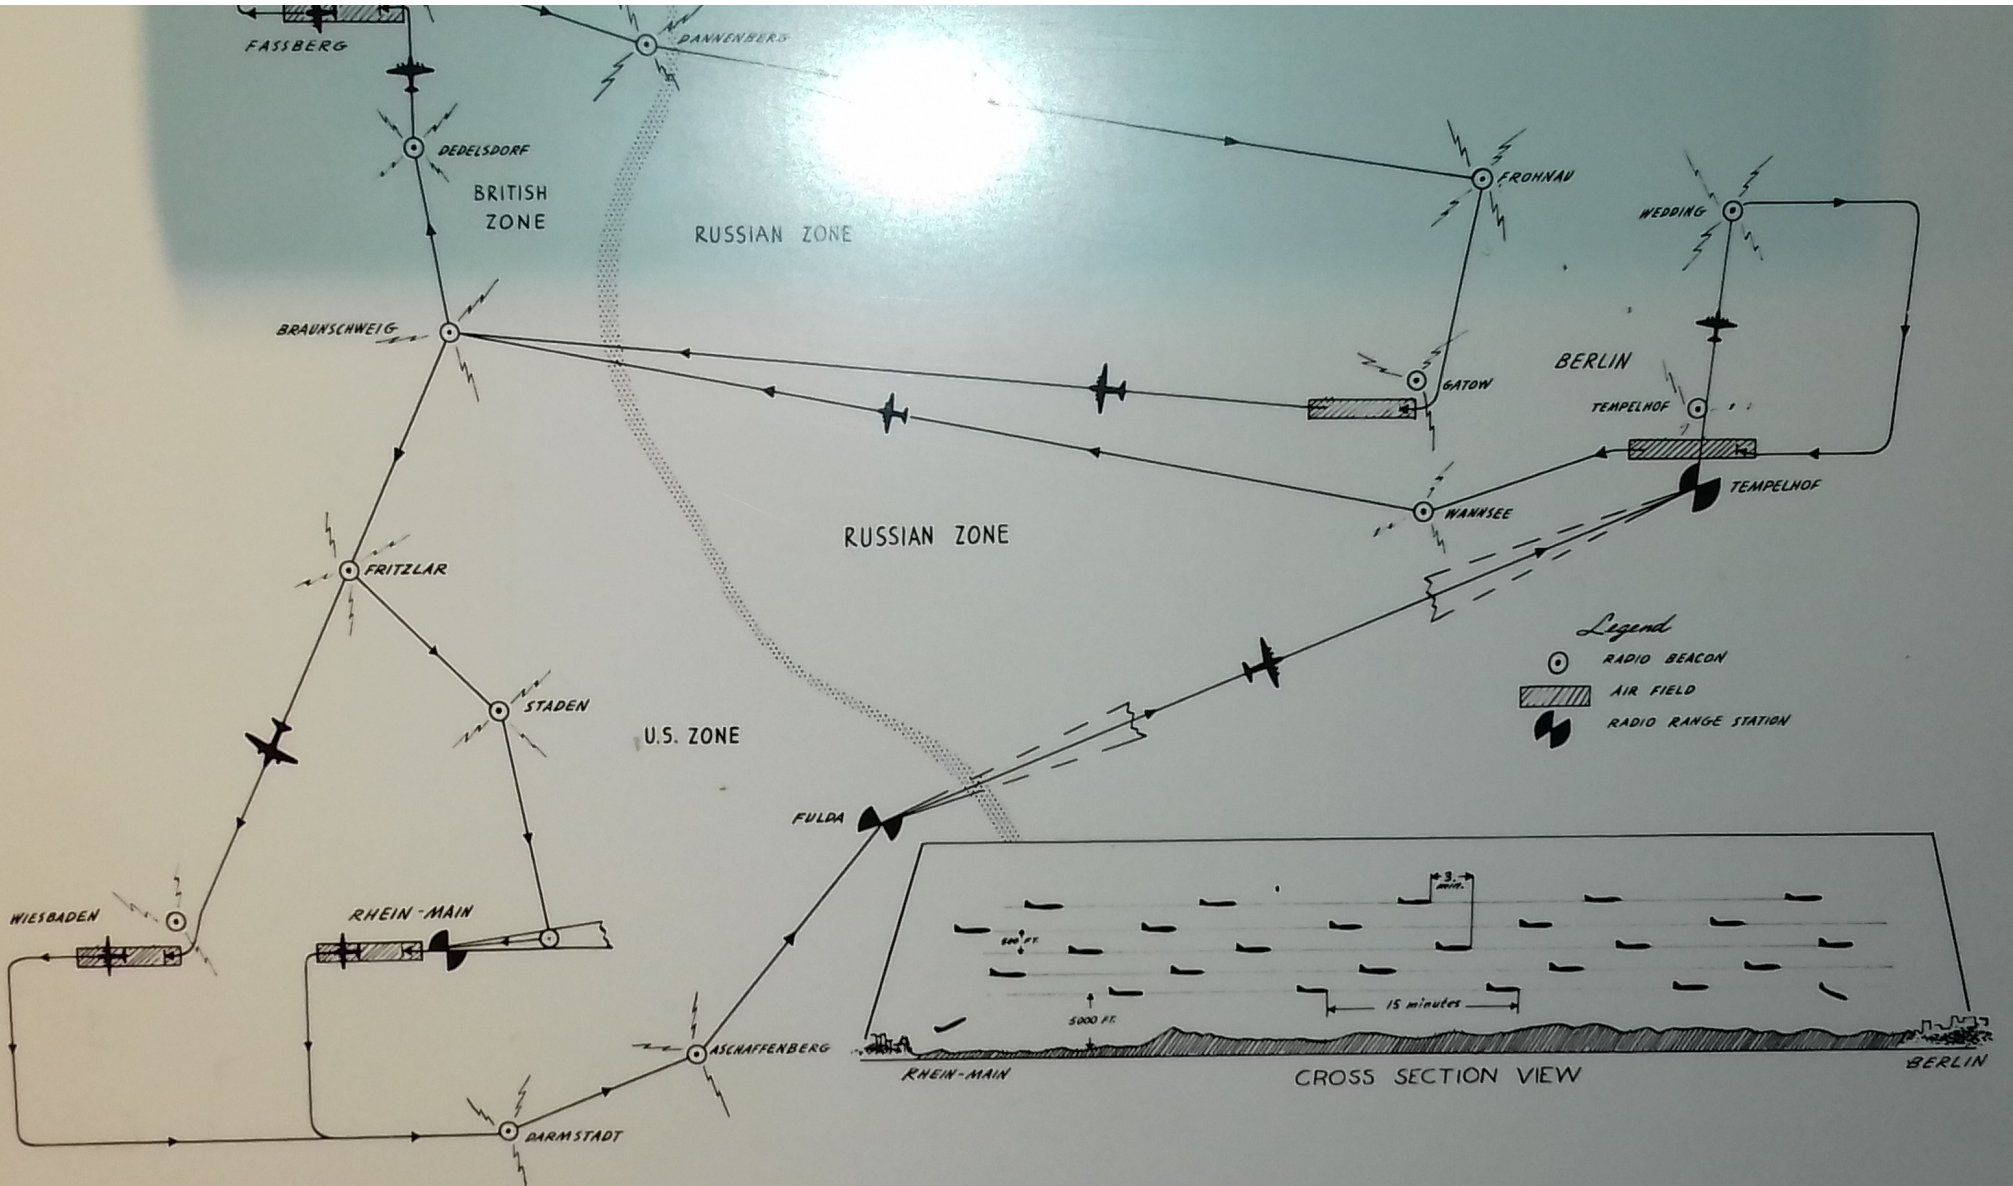 FASSBERG
DANNENBERG
DEDELSDORF
BRITISH
ZONE
RUSSIAN ZONE
FROHNAU
WEDDING
BRAUNSCHWEIG
BERLIN
GATOW
TEMPELHOF
TEMPELHOF
WANNSEE
RUSSIAN ZONE
FRITZLAR
Legend
RADIO BEACON
AIR FIELD
RADIO RANGE STATION
STADEN
U.S. ZONE
FULDA
WIESBADEN
RHEIN-MAIN
3
min.
500 FT.
15 minutes
5000 FT.
ASCHAFFENBERG
RHEIN-MAIN
CROSS SECTION VIEW
BERLIN
DARMSTADT